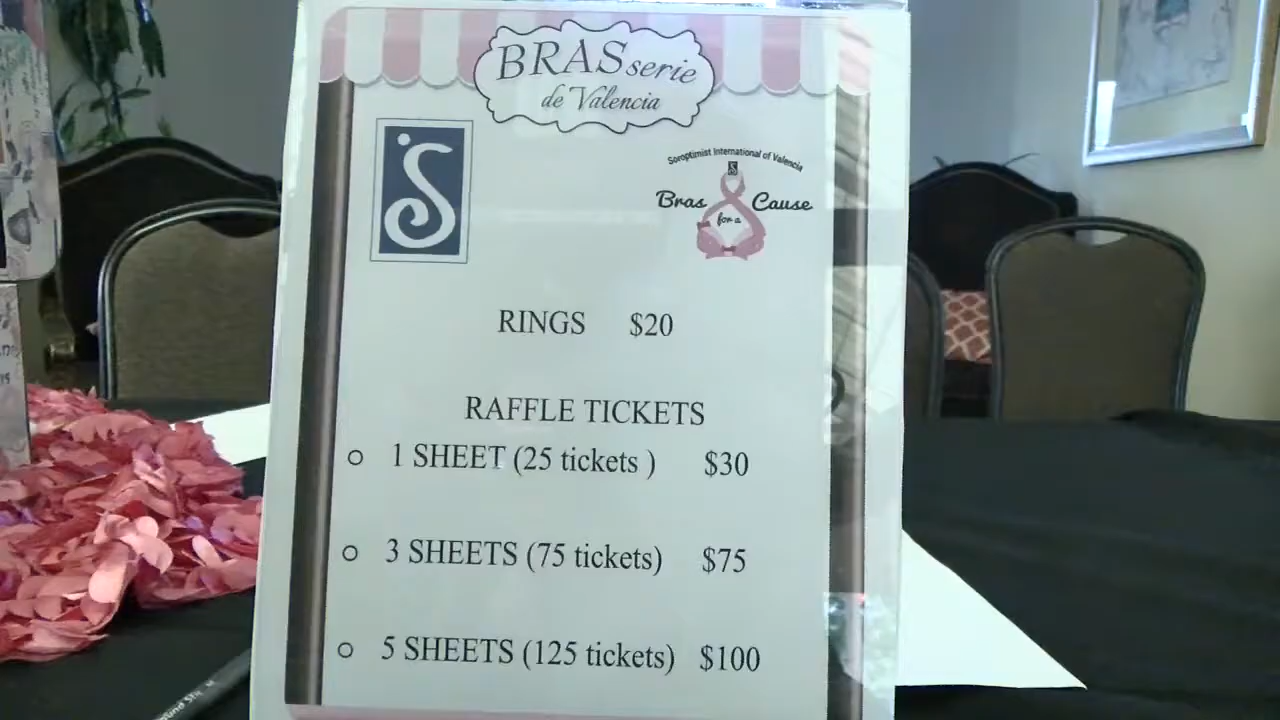 BRASserie
de Valencia
S
Soroptimist International of Valencia
S
Bras for a Cause
RINGS $20
RAFFLE TICKETS
1 SHEET (25 tickets ) $30
3 SHEETS (75 tickets) $75
5 SHEETS (125 tickets) $100